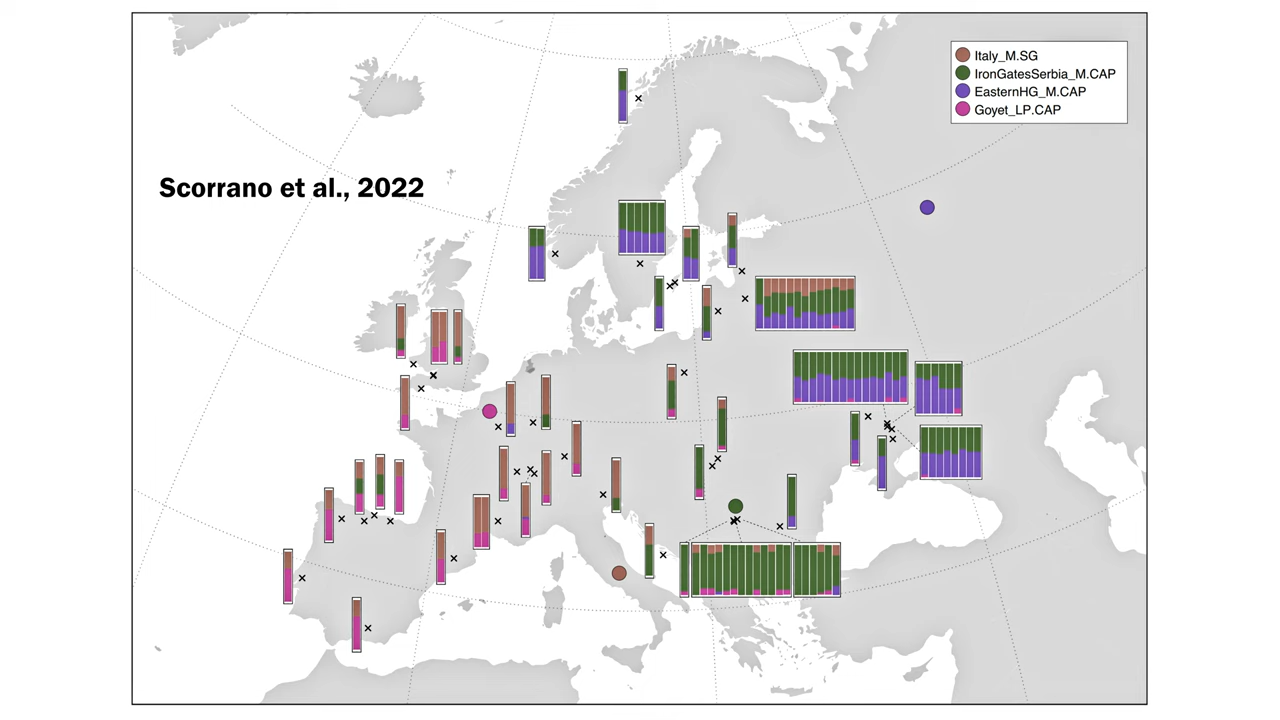 Italy_M.SG
IronGatesSerbia_M.CAP
EasternHG_M.CAP
Goyet_LP.CAP
Scorrano et al., 2022